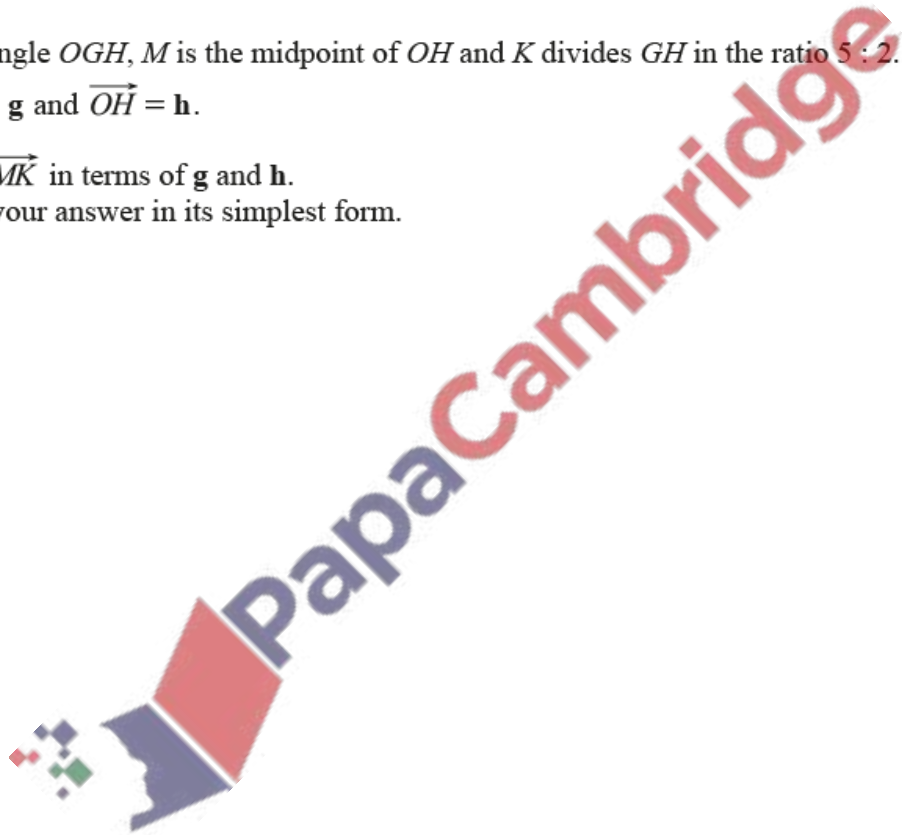 ngle OGH, M is the midpoint of OH and K divides GH in the ratio 5 : 2.
g and OH = h.
MK in terms of g and h.
your answer in its simplest form.
PapaCambridge